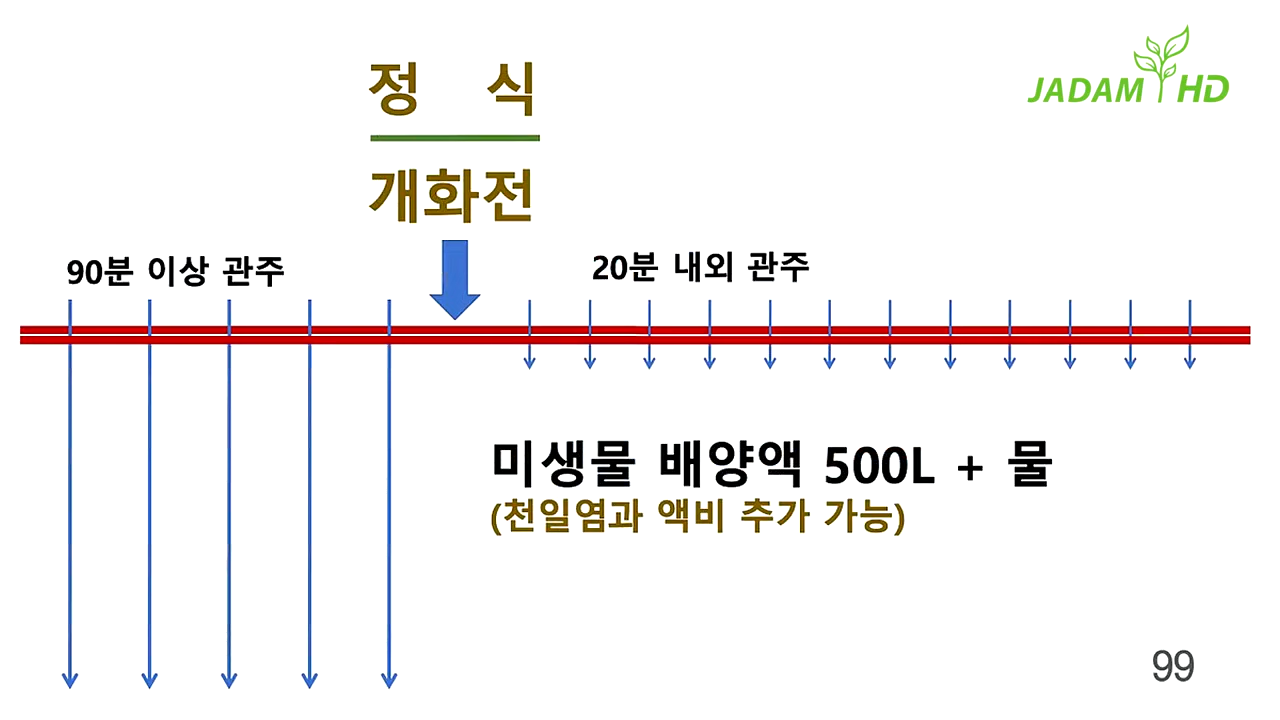 정 식
개화전
JADAM HD
90분 이상 관주
20분 내외 관주
미생물 배양액 500L + 물
(천일염과 액비 추가 가능)
99